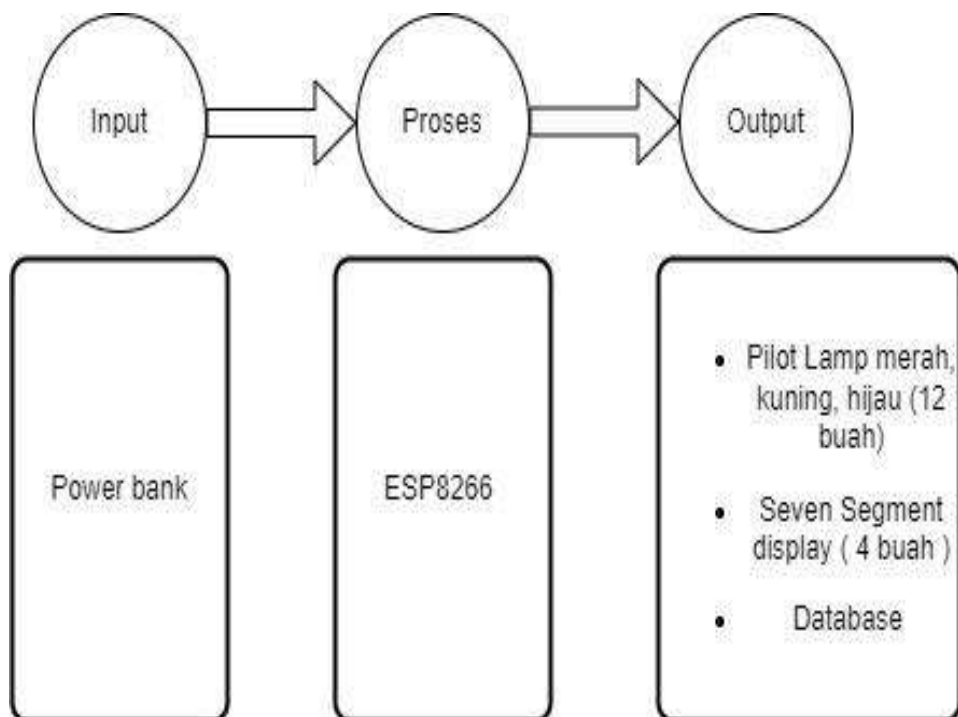 Input
Proses
Output
Power bank
ESP8266
• Pilot Lamp merah,
kuning, hijau (12
buah)
• Seven Segment
display ( 4 buah )
• Database